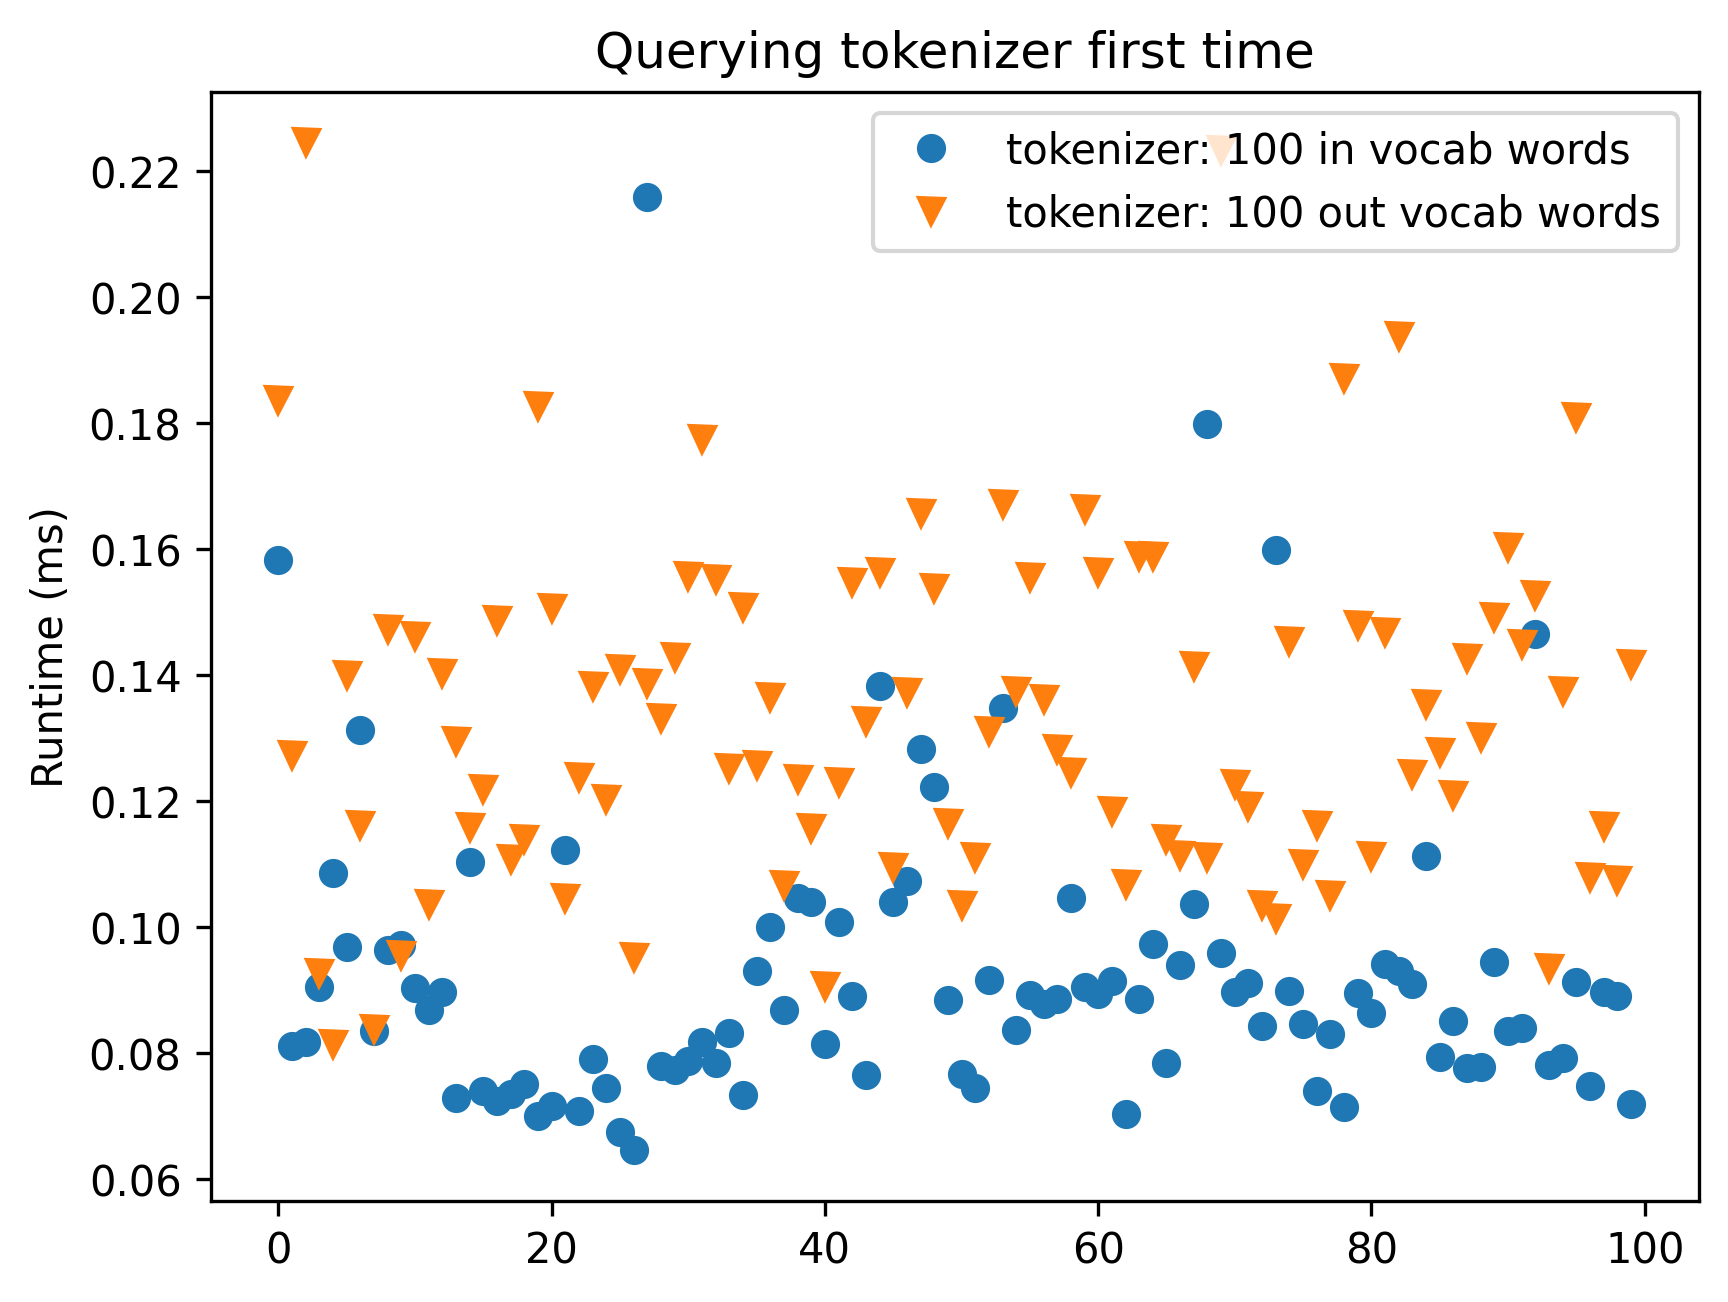 Querying tokenizer first time
tokenizer: 100 in vocab words
tokenizer: 100 out vocab words
Runtime (ms)
0.22
0.20
0.18
0.16
0.14
0.12
0.10
0.08
0.06
0 20 40 60 80 100